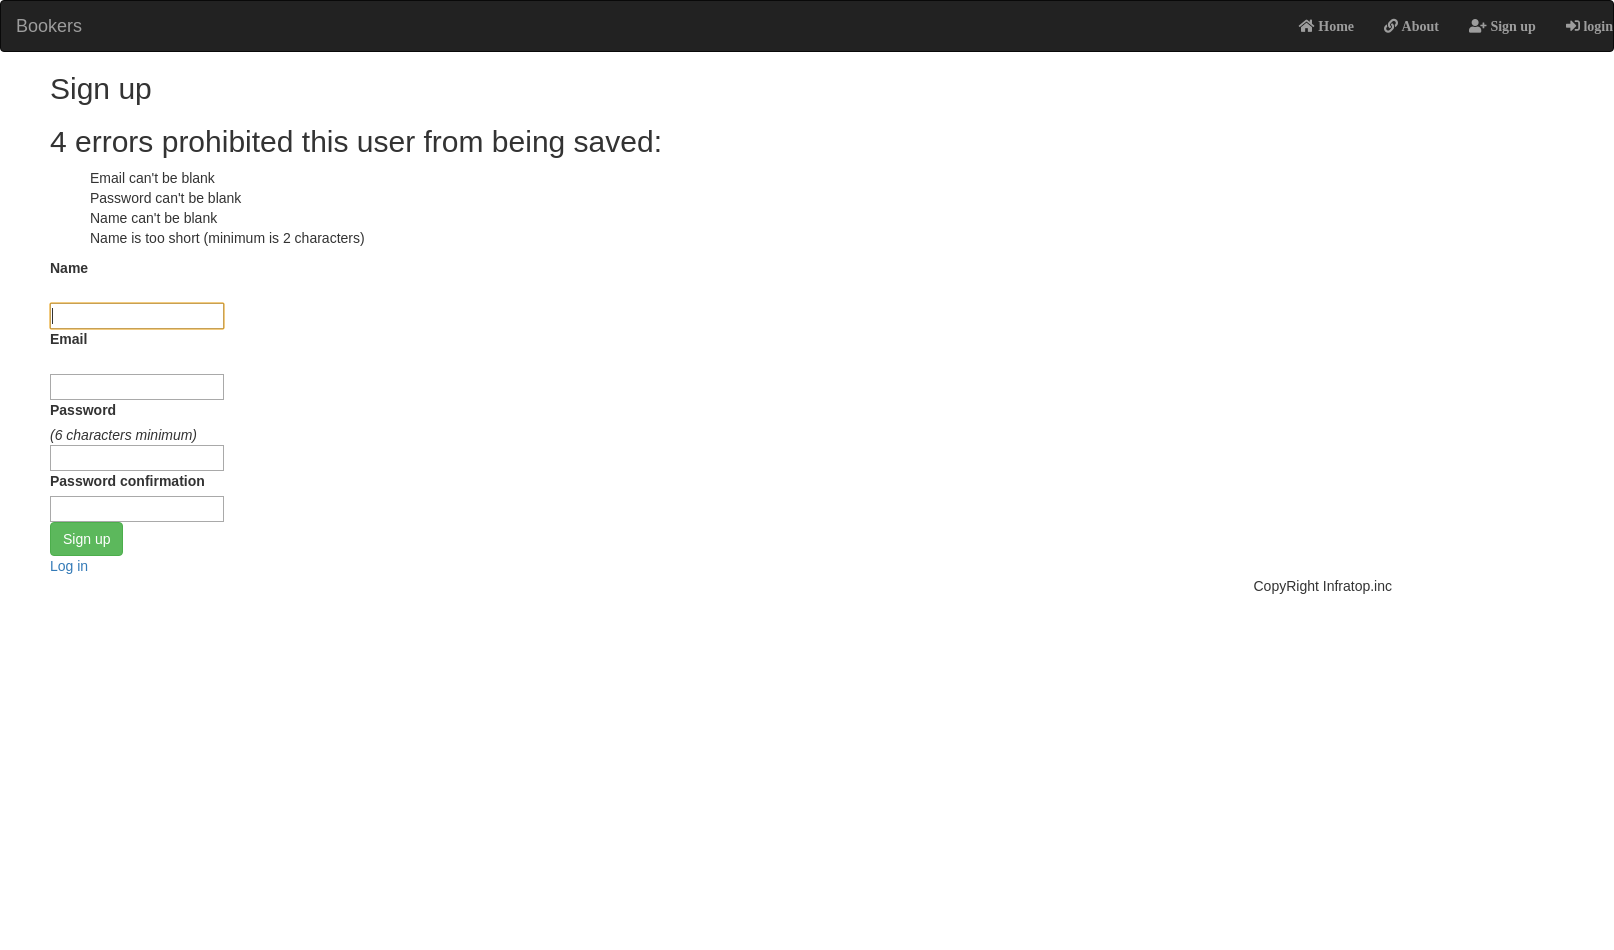 Bookers Home About Sign up login
Sign up
4 errors prohibited this user from being saved:
Email can't be blank
Password can't be blank
Name can't be blank
Name is too short (minimum is 2 characters)
Name
Email
Password
(6 characters minimum)
Password confirmation
Sign up
Log in
CopyRight Infratop.inc